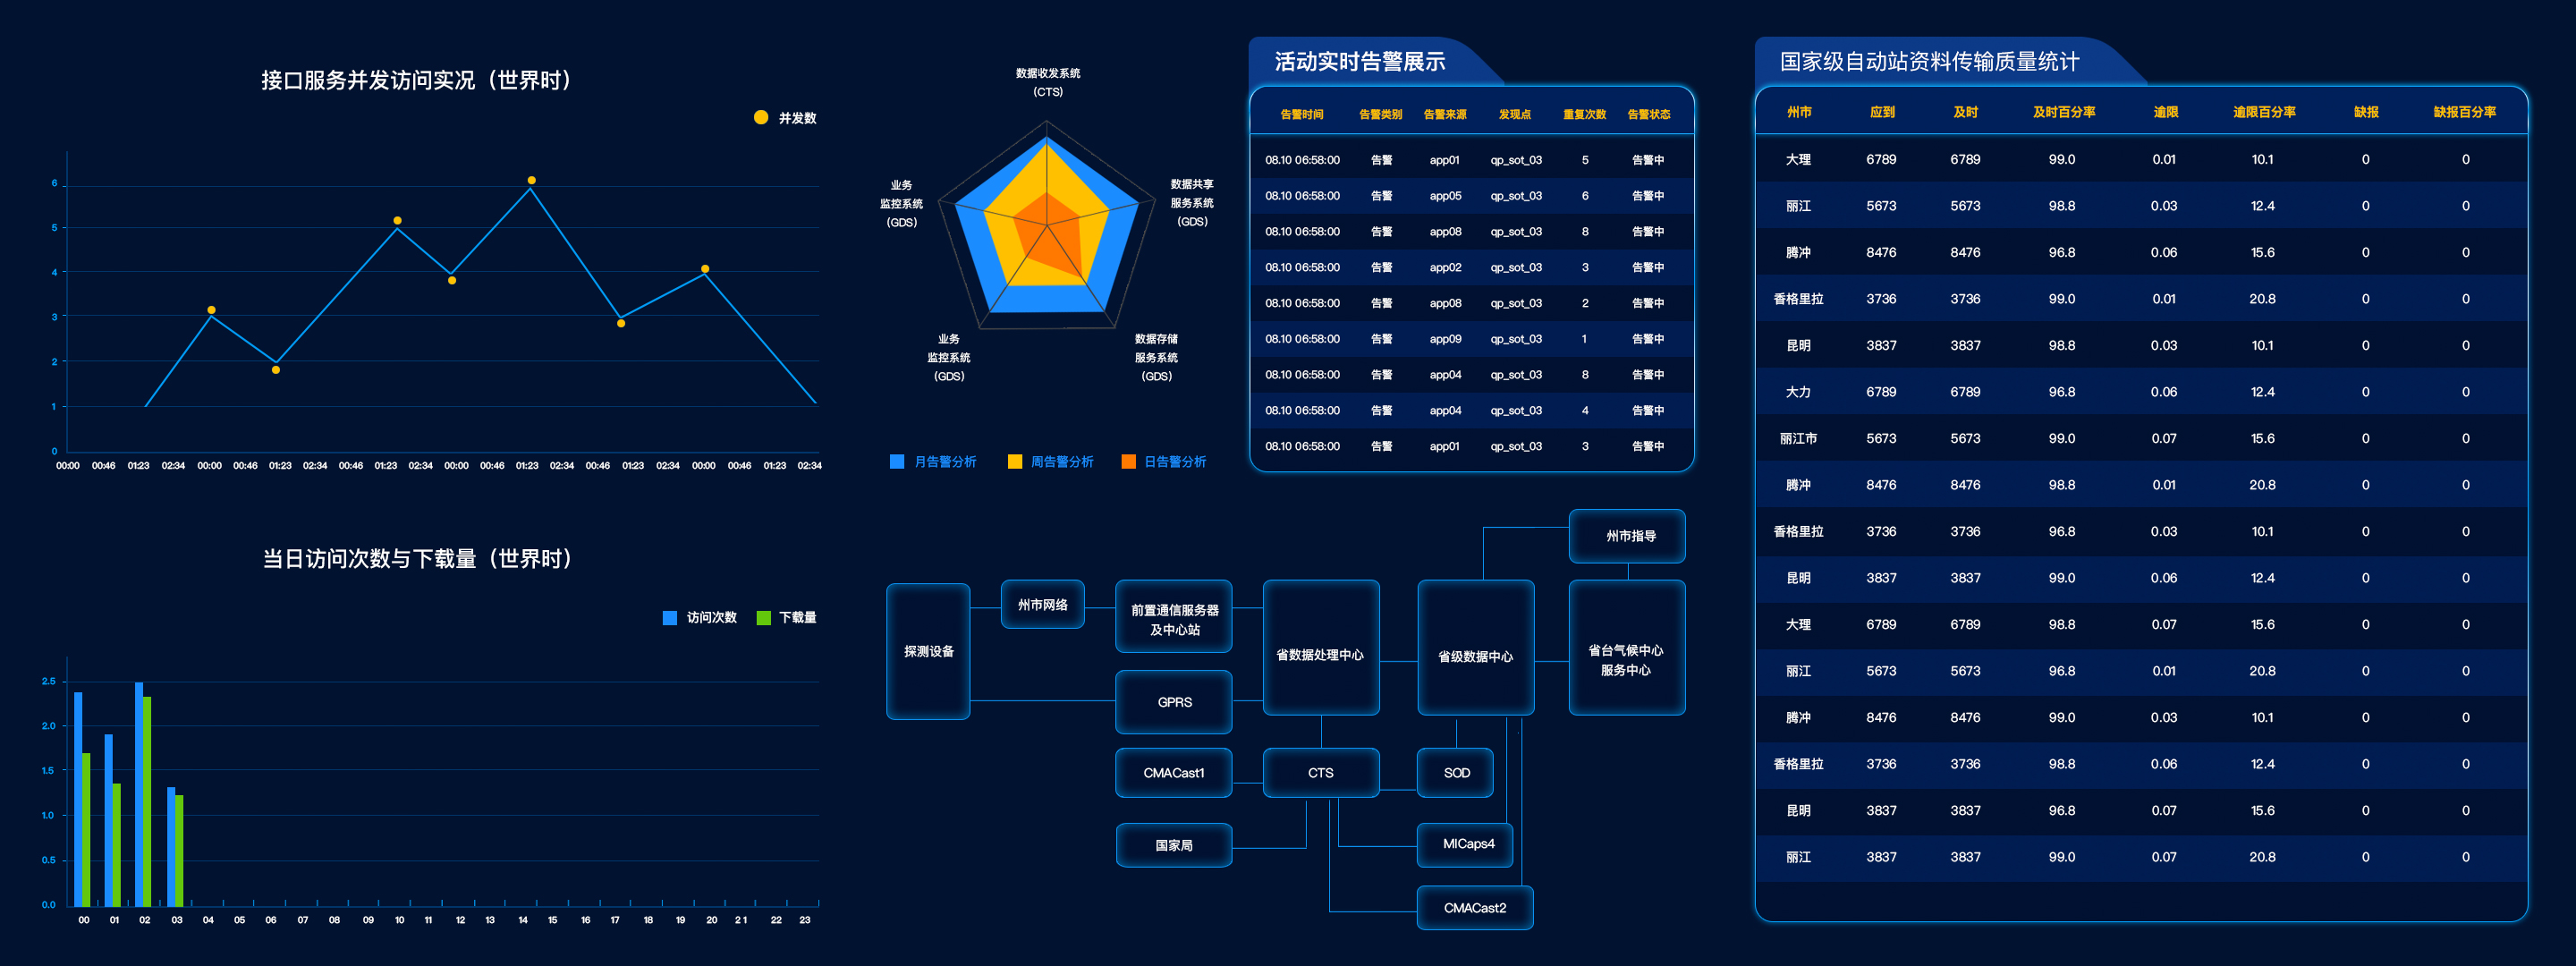 接口服务并发访问实况（世界时）
并发数
6
5
4
3
2
1
0
00:00 00:46 01:23 02:34 00:00 00:46 01:23 02:34 00:46 01:23 02:34 00:00 00:46 01:23 02:34 00:46 01:23 02:34 00:00 00:46 01:23 02:34
当日访问次数与下载量（世界时）
访问次数 下载量
2.5
2.0
1.5
1.0
0.5
0.0
00 01 02 03 04 05 06 07 08 09 10 11 12 13 14 15 16 17 18 19 20 21 22 23
数据收发系统
(CTS)
业务
监控系统
(GDS)
数据共享
服务系统
(GDS)
业务
监控系统
(GDS)
数据存储
服务系统
(GDS)
月告警分析 周告警分析 日告警分析
活动实时告警展示
告警时间 告警类别 告警来源 发现点 重复次数 告警状态
08.10 06:58:00 告警 app01 qp_sot_03 5 告警中
08.10 06:58:00 告警 app05 qp_sot_03 6 告警中
08.10 06:58:00 告警 app08 qp_sot_03 8 告警中
08.10 06:58:00 告警 app02 qp_sot_03 3 告警中
08.10 06:58:00 告警 app08 qp_sot_03 2 告警中
08.10 06:58:00 告警 app09 qp_sot_03 1 告警中
08.10 06:58:00 告警 app04 qp_sot_03 8 告警中
08.10 06:58:00 告警 app04 qp_sot_03 4 告警中
08.10 06:58:00 告警 app01 qp_sot_03 3 告警中
州市指导
探测设备
州市网络
前置通信服务器
及中心站
GPRS
省数据处理中心
省级数据中心
省台气候中心
服务中心
CMACast1
CTS
SOD
国家局
MICaps4
CMACast2
国家级自动站资料传输质量统计
州市 应到 及时 及时百分率 逾限 逾限百分率 缺报 缺报百分率
大理 6789 6789 99.0 0.01 10.1 0 0
丽江 5673 5673 98.8 0.03 12.4 0 0
腾冲 8476 8476 96.8 0.06 15.6 0 0
香格里拉 3736 3736 99.0 0.01 20.8 0 0
昆明 3837 3837 98.8 0.03 10.1 0 0
大力 6789 6789 96.8 0.06 12.4 0 0
丽江市 5673 5673 99.0 0.07 15.6 0 0
腾冲 8476 8476 98.8 0.01 20.8 0 0
香格里拉 3736 3736 96.8 0.03 10.1 0 0
昆明 3837 3837 99.0 0.06 12.4 0 0
大理 6789 6789 98.8 0.07 15.6 0 0
丽江 5673 5673 96.8 0.01 20.8 0 0
腾冲 8476 8476 99.0 0.03 10.1 0 0
香格里拉 3736 3736 98.8 0.06 12.4 0 0
昆明 3837 3837 96.8 0.07 15.6 0 0
丽江 3837 3837 99.0 0.07 20.8 0 0